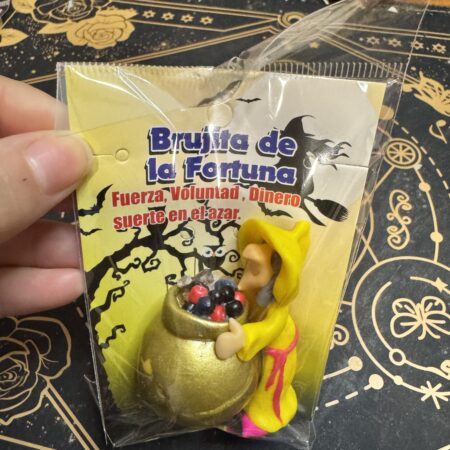 Brujita de
la Fortuna
Fuerza, Voluntad , Dinero
suerte en el azar.